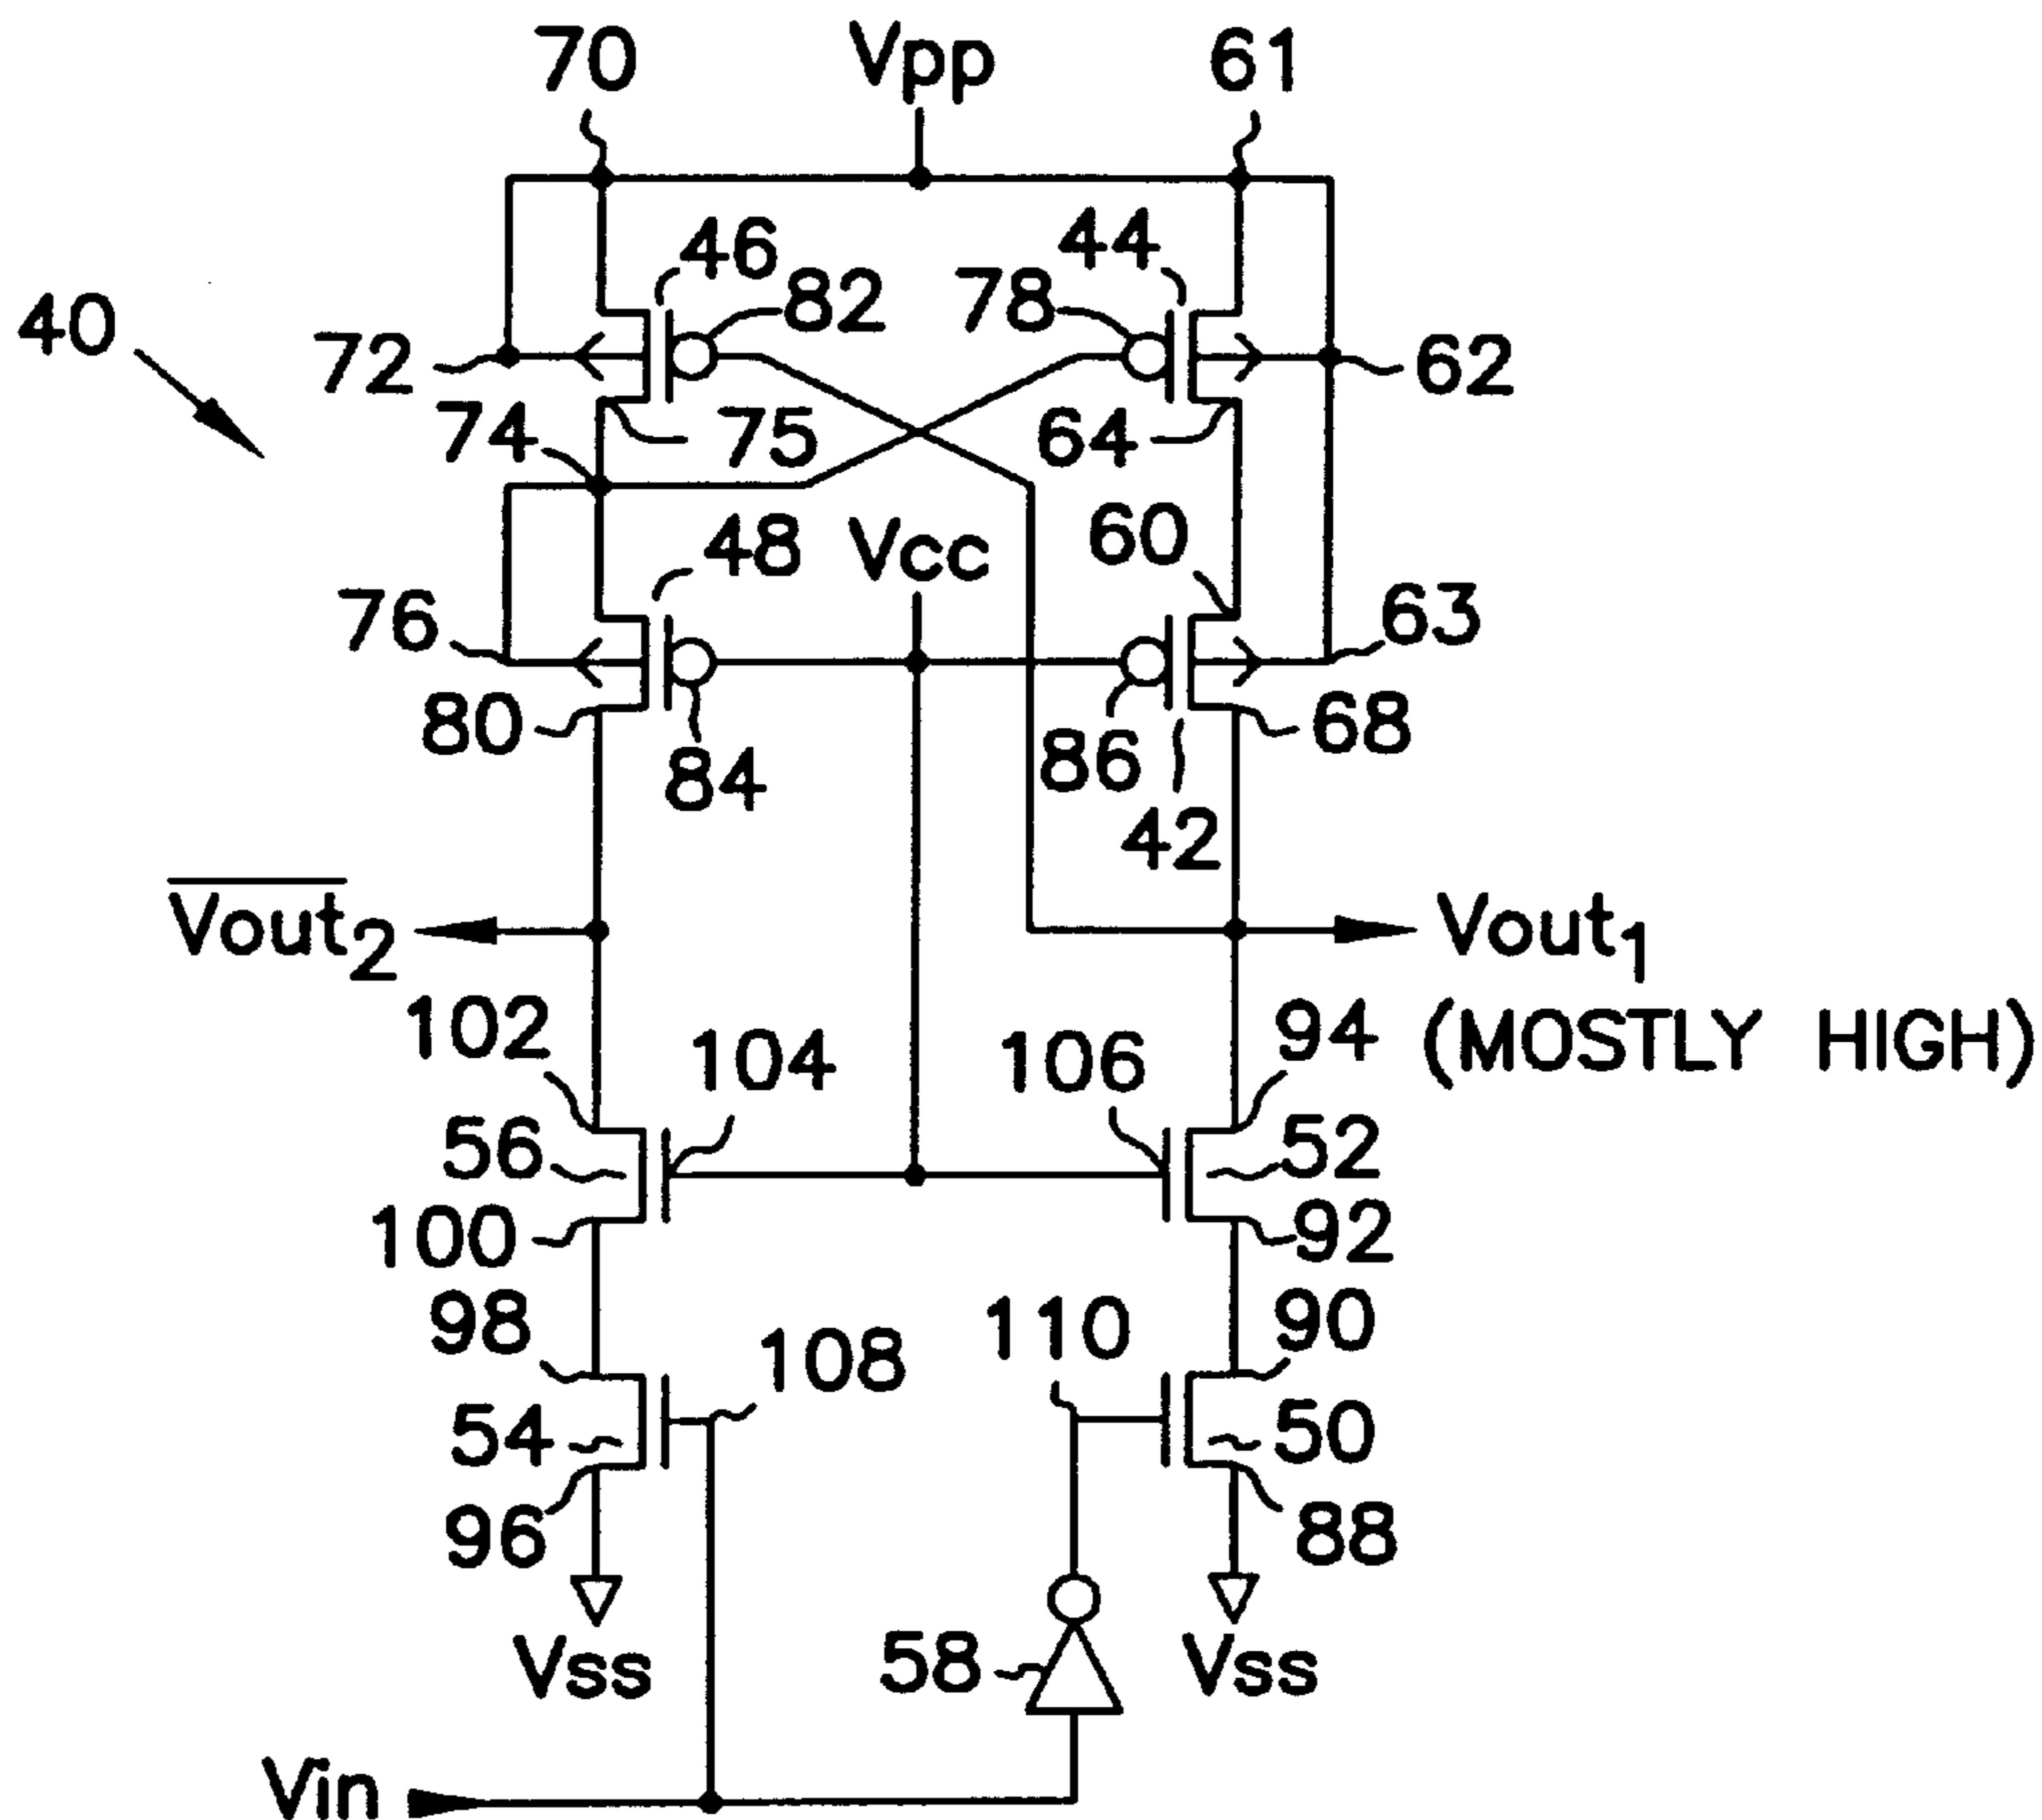 70 Vpp 61
46 44
82 78
40
72 62
74 75 64
48 Vcc 60
76 63
80 68
84 86
42
Vout2 Vout1
102 94 (MOSTLY HIGH)
104 106
56 52
100 92
98 110 90
108
54 50
96 88
Vss 58 Vss
Vin